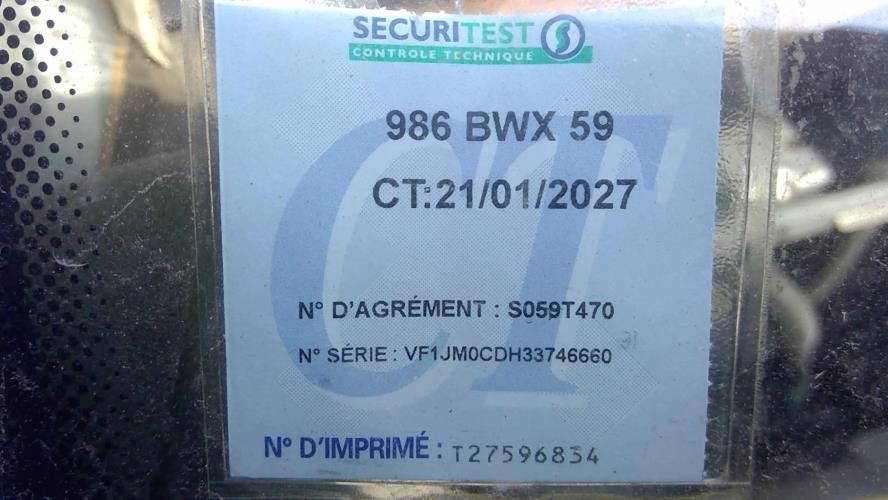 SECURITEST
CONTROLE TECHNIQUE
986 BWX 59
CT:21/01/2027
N° D'AGRÉMENT : S059T470
N° SÉRIE : VF1JM0CDH33746660
N° D'IMPRIMÉ : T27596834